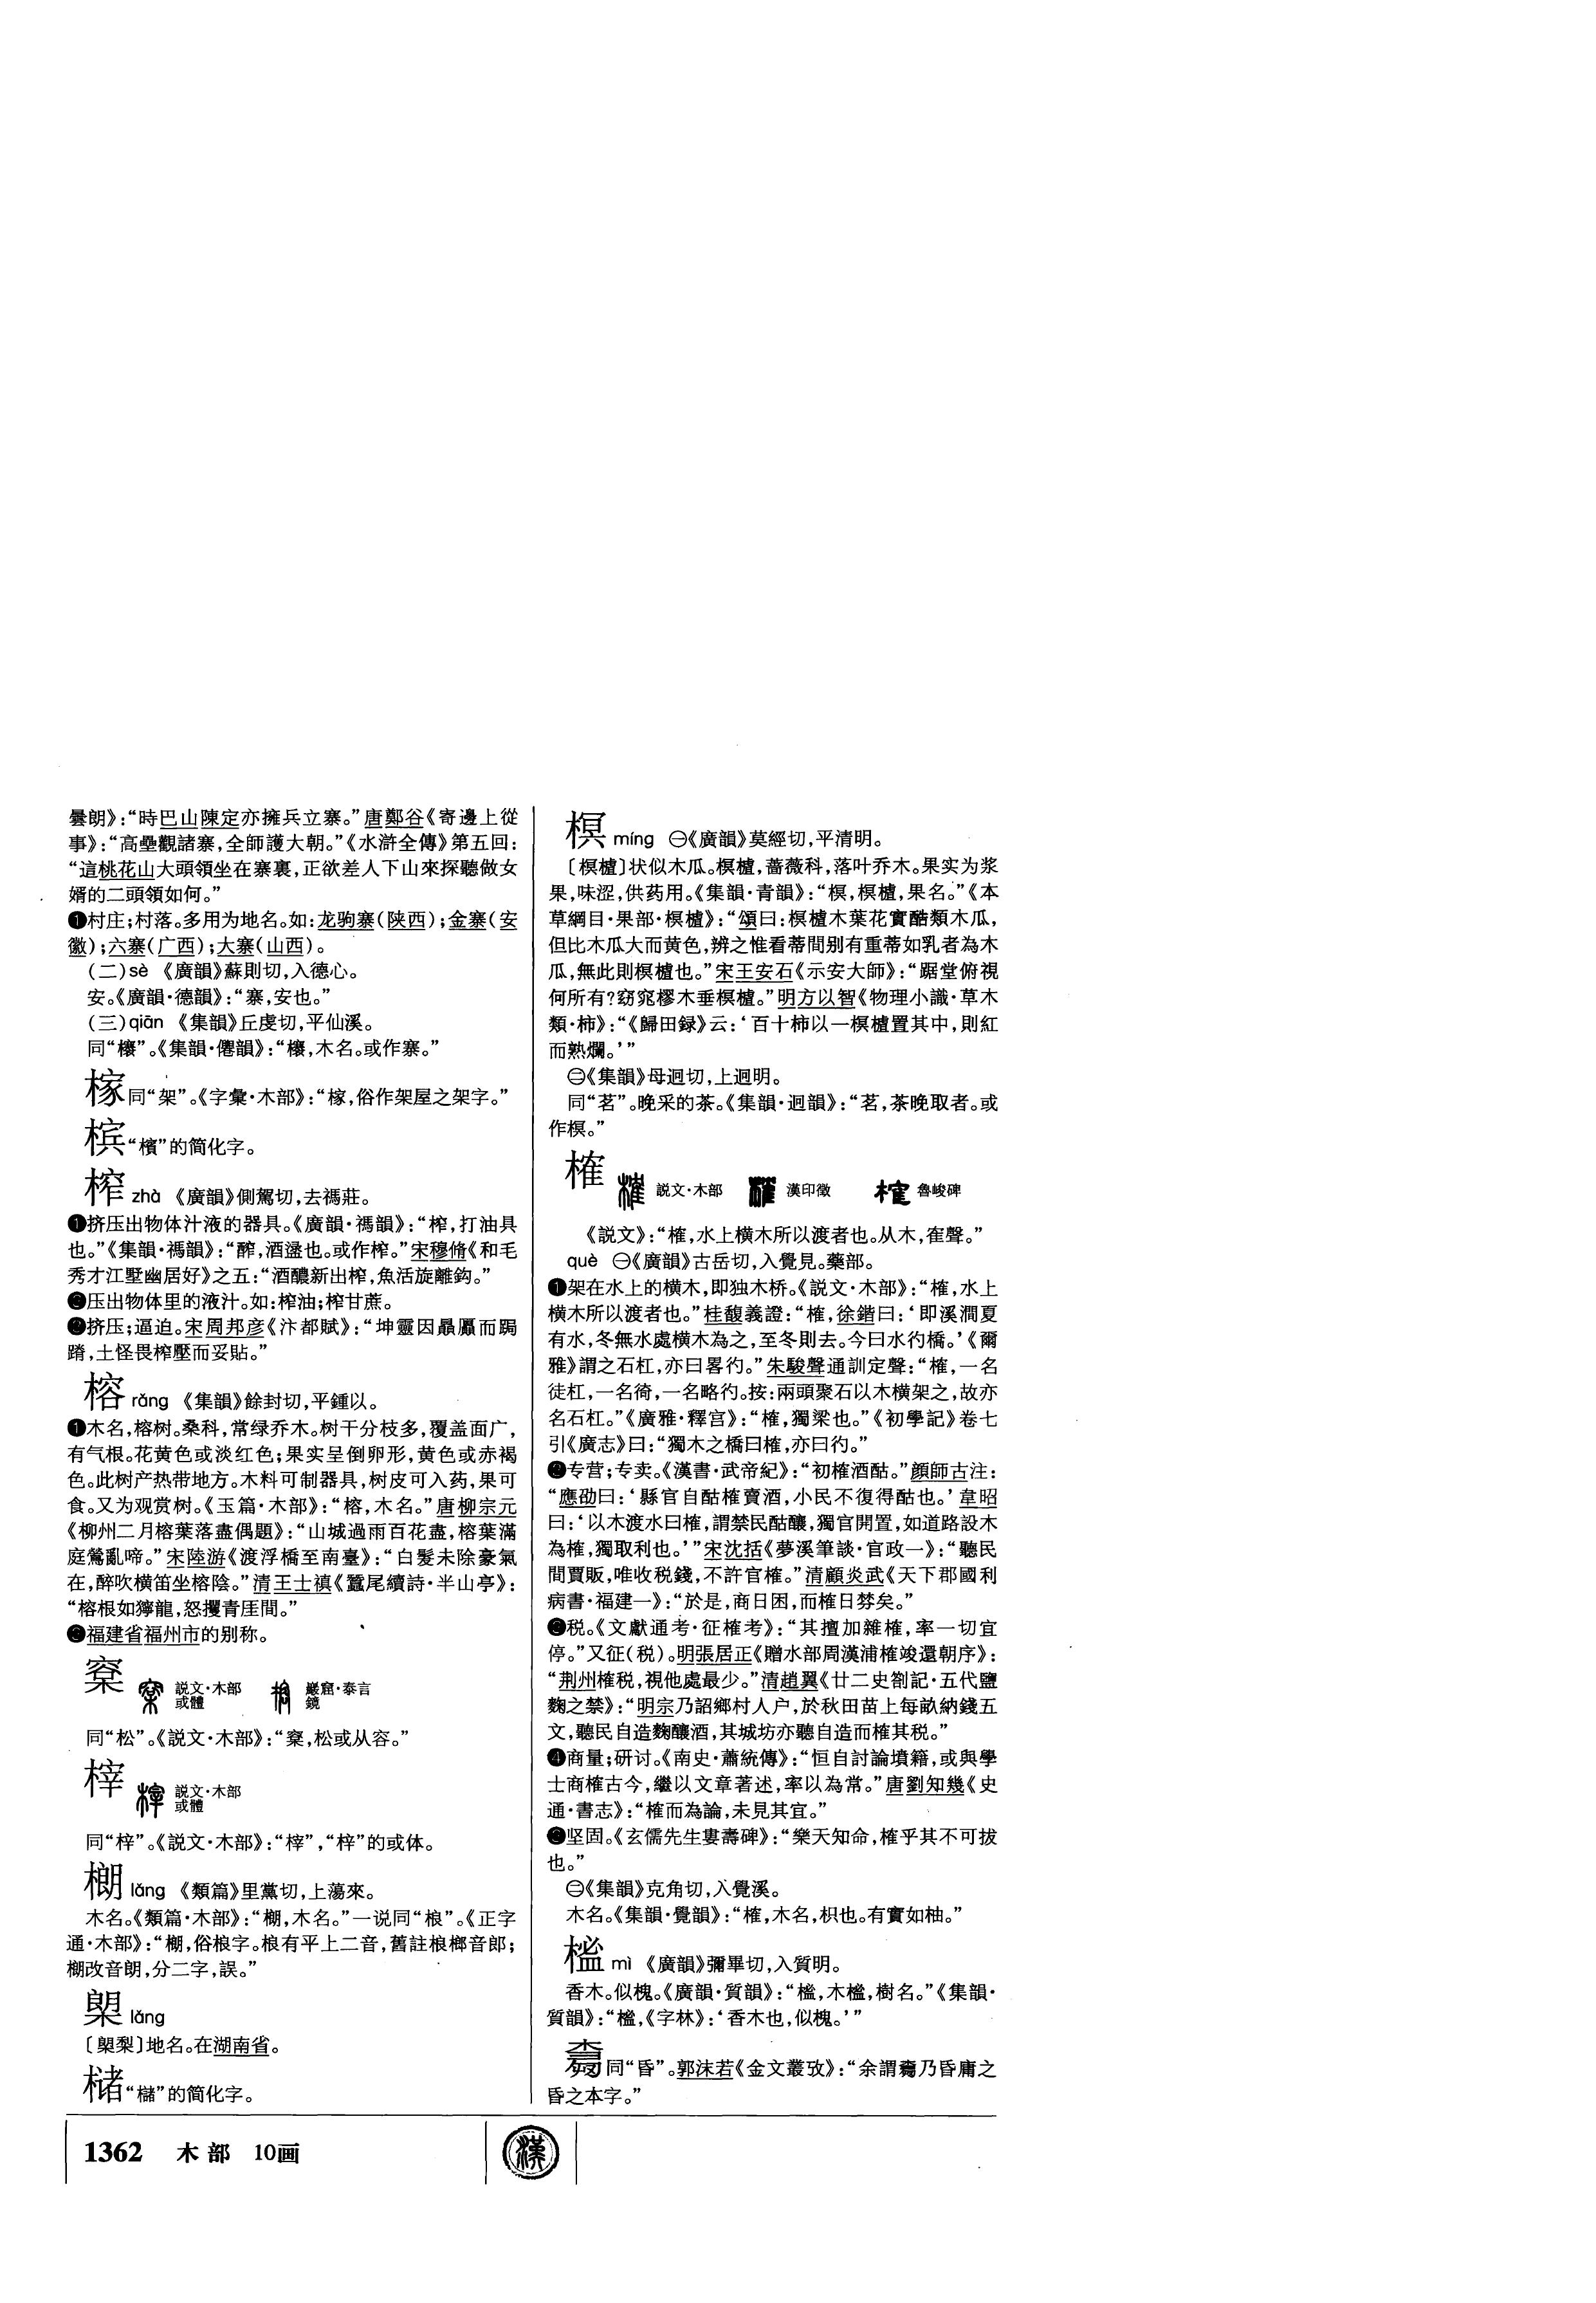 曇朗》：“時巴山陳定亦擁兵立寨。”唐鄭谷《寄邊上從
事》：“高壘觀諸寨，全師護大朝。”《水滸全傳》第五回：
“這桃花山大頭領坐在寨裏，正欲差人下山來探聽做女
婿的二頭領如何。”
❶村庄；村落。多用为地名。如：龙驹寨（陕西）；金寨（安
徽）；六寨（广西）；大寨（山西）。
（二）sè 《廣韻》蘇則切，入德心。
安。《廣韻·德韻》：“寨，安也。”
（三）qiān 《集韻》丘虔切，平仙溪。
同“櫏”。《集韻·僊韻》：“櫏，木名。或作寨。”
榢同“架”。《字彙·木部》：“榢，俗作架屋之架字。”
槟“檳”的简化字。
榨 zhà 《廣韻》側駕切，去禡莊。
❶挤压出物体汁液的器具。《廣韻·禡韻》：“榨，打油具
也。”《集韻·禡韻》：“醡，酒盪也。或作榨。”宋穆脩《和毛
秀才江墅幽居好》之五：“酒醲新出榨，魚活旋離鈎。”
❷压出物体里的液汁。如：榨油；榨甘蔗。
❷挤压；逼迫。宋周邦彦《汴都賦》：“坤靈因贔屭而跼
蹐，土怪畏榨壓而妥貼。”
榕 rǎng 《集韻》餘封切，平鍾以。
❶木名，榕树。桑科，常绿乔木。树干分枝多，覆盖面广，
有气根。花黄色或淡红色；果实呈倒卵形，黄色或赤褐
色。此树产热带地方。木料可制器具，树皮可入药，果可
食。又为观赏树。《玉篇·木部》：“榕，木名。”唐柳宗元
《柳州二月榕葉落盡偶題》：“山城過雨百花盡，榕葉滿
庭鶯亂啼。”宋陸游《渡浮橋至南臺》：“白髮未除豪氣
在，醉吹横笛坐榕陰。”清王士禛《蠶尾續詩·半山亭》：
“榕根如獰龍，怒攫青厓間。”
❸福建省福州市的别称。
㮤 説文·木部 巖窟·泰言
或體 鏡
同“松”。《説文·木部》：“㮤，松或从容。”
榟 説文·木部
或體
同“梓”。《説文·木部》：“榟”，“梓”的或体。
㮾 lǎng 《類篇》里黨切，上蕩來。
木名。《類篇·木部》：“㮾，木名。”一说同“桹”。《正字
通·木部》：“㮾，俗桹字。桹有平上二音，舊註桹榔音郎；
㮾改音朗，分二字，誤。”
㮾 lǎng
〔㮾梨〕地名。在湖南省。
槠“櫧”的简化字。
榠 míng ㊀《廣韻》莫經切，平清明。
〔榠樝〕状似木瓜。榠樝，蔷薇科，落叶乔木。果实为浆
果，味涩，供药用。《集韻·青韻》：“榠，榠樝，果名。”《本
草綱目·果部·榠樝》：“頌曰：榠樝木葉花實酷類木瓜，
但比木瓜大而黄色，辨之惟看蒂間别有重蒂如乳者為木
瓜，無此則榠樝也。”宋王安石《示安大師》：“踞堂俯視
何所有？窈窕樛木垂榠樝。”明方以智《物理小識·草木
類·柿》：“《歸田録》云：‘百十柿以一榠樝置其中，則紅
而熟爛。’”
㊁《集韻》母迥切，上迥明。
同“茗”。晚采的茶。《集韻·迥韻》：“茗，茶晚取者。或
作榠。”
榷 説文·木部 漢印徵 魯峻碑
《説文》：“榷，水上横木所以渡者也。从木，隺聲。”
què ㊀《廣韻》古岳切，入覺見。藥部。
❶架在水上的横木，即独木桥。《説文·木部》：“榷，水上
横木所以渡者也。”桂馥義證：“榷，徐鍇曰：‘即溪澗夏
有水，冬無水處横木為之，至冬則去。今曰水彴橋。’《爾
雅》謂之石杠，亦曰畧彴。”朱駿聲通訓定聲：“榷，一名
徒杠，一名徛，一名略彴。按：兩頭聚石以木横架之，故亦
名石杠。”《廣雅·釋宫》：“榷，獨梁也。”《初學記》卷七
引《廣志》曰：“獨木之橋曰榷，亦曰彴。”
❷专营；专卖。《漢書·武帝紀》：“初榷酒酤。”顔師古注：
“應劭曰：‘縣官自酤榷賣酒，小民不復得酤也。’韋昭
曰：‘以木渡水曰榷，謂禁民酤釀，獨官開置，如道路設木
為榷，獨取利也。’”宋沈括《夢溪筆談·官政一》：“聽民
間賈販，唯收税錢，不許官榷。”清顧炎武《天下郡國利
病書·福建一》：“於是，商日困，而榷日棼矣。”
❸税。《文獻通考·征榷考》：“其擅加雜榷，率一切宜
停。”又征（税）。明張居正《贈水部周漢浦榷竣還朝序》：
“荆州榷税，視他處最少。”清趙翼《廿二史劄記·五代鹽
麴之禁》：“明宗乃詔鄉村人户，於秋田苗上每畝納錢五
文，聽民自造麴釀酒，其城坊亦聽自造而榷其税。”
❹商量；研讨。《南史·蕭統傳》：“恒自討論墳籍，或與學
士商榷古今，繼以文章著述，率以為常。”唐劉知幾《史
通·書志》：“榷而為論，未見其宜。”
❸坚固。《玄儒先生婁壽碑》：“樂天知命，榷乎其不可拔
也。”
㊁《集韻》克角切，入覺溪。
木名。《集韻·覺韻》：“榷，木名，枳也。有實如柚。”
榓 mì 《廣韻》彌畢切，入質明。
香木。似槐。《廣韻·質韻》：“榓，木榓，樹名。”《集韻·
質韻》：“榓，《字林》：‘香木也，似槐。’”
同“昏”。郭沫若《金文叢攷》：“余謂乃昏庸之
昏之本字。”
1362 木部 10画
漢